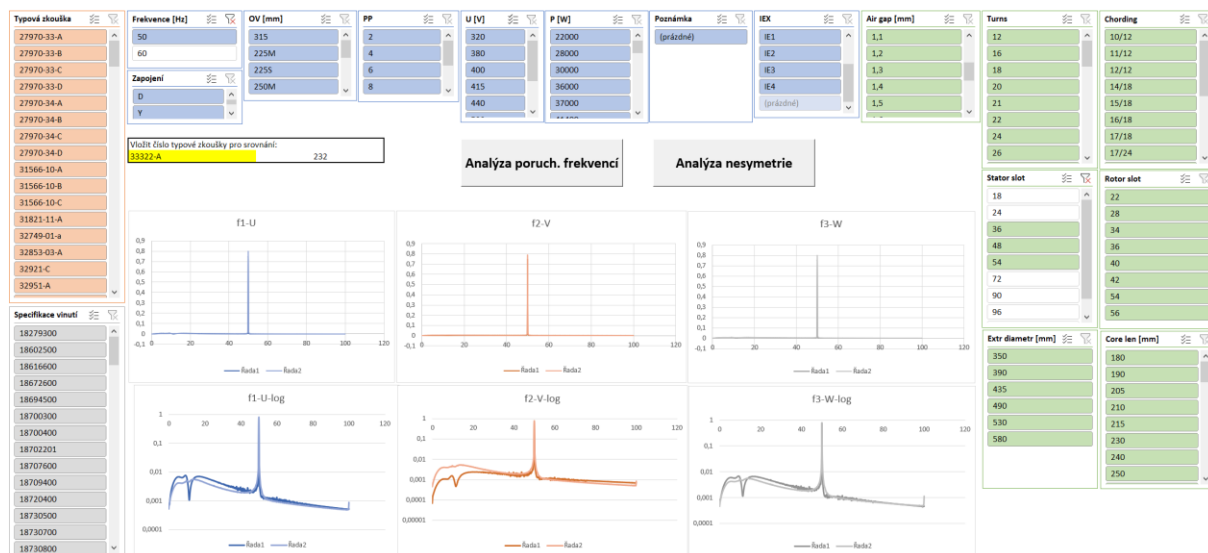 Typová zkouška
27970-33-A
27970-33-B
27970-33-C
27970-33-D
27970-34-A
27970-34-B
27970-34-C
27970-34-D
31566-10-A
31566-10-B
31566-10-C
31821-11-A
32749-01-a
32853-03-A
32921-C
32951-A
Specifikace vinutí
18279300
18602500
18616600
18672600
18694500
18700300
18700400
18702201
18707600
18709400
18720400
18730500
18730700
18730800
Frekvence [Hz]
50
60
Zapojení
D
Y
OV [mm]
315
225M
225S
250M
PP
2
4
6
8
U [V]
320
380
400
415
440
P [W]
22000
28000
30000
36000
37000
Poznámka
(prázdné)
IEX
IE1
IE2
IE3
IE4
(prázdné)
Air gap [mm]
1,1
1,2
1,3
1,4
1,5
Turns
12
16
18
20
21
22
24
26
Chording
10/12
11/12
12/12
14/18
15/18
16/18
17/18
17/24
Stator slot
18
24
36
48
54
72
90
96
Rotor slot
22
28
34
36
40
42
54
56
Extr diametr [mm]
350
390
435
490
530
580
Core len [mm]
180
190
205
210
215
230
240
250
Vložit číslo typové zkoušky pro srovnání:
33322-A 232
Analýza poruch. frekvencí
Analýza nesymetrie
f1-U
0,9
0,8
0,7
0,6
0,5
0,4
0,3
0,2
0,1
0
-0,1
0 20 40 60 80 100 120
Řada1 Řada2
f2-V
0,9
0,8
0,7
0,6
0,5
0,4
0,3
0,2
0,1
0
-0,1
0 20 40 60 80 100 120
Řada1 Řada2
f3-W
0,9
0,8
0,7
0,6
0,5
0,4
0,3
0,2
0,1
0
-0,1
0 20 40 60 80 100 120
Řada1 Řada2
f1-U-log
1
0 20 40 60 80 100 120
0,1
0,01
0,001
0,0001
Řada1 Řada2
f2-V-log
1
0 20 40 60 80 100 120
0,1
0,01
0,001
0,0001
0,00001
Řada1 Řada2
f3-W-log
1
0 20 40 60 80 100 120
0,1
0,01
0,001
0,0001
Řada1 Řada2